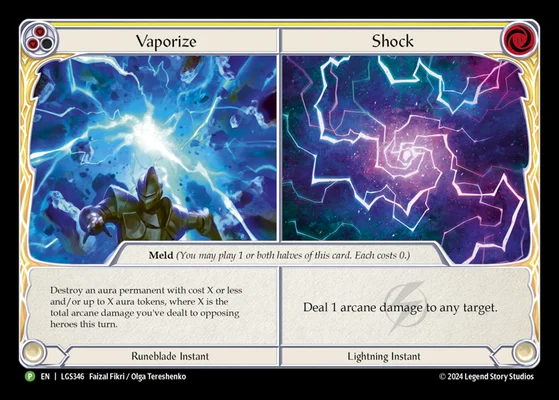 Vaporize
Shock
Meld (You may play 1 or both halves of this card. Each costs 0.)
Destroy an aura permanent with cost X or less
and/or up to X aura tokens, where X is the
total arcane damage you've dealt to opposing
heroes this turn.
Deal 1 arcane damage to any target.
Runeblade Instant
Lightning Instant
P EN | LGS346 Faizal Fikri / Olga Tereshenko
© 2024 Legend Story Studios